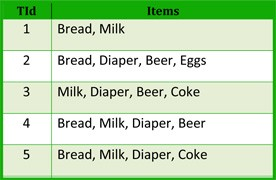 TId Items
1 Bread, Milk
2 Bread, Diaper, Beer, Eggs
3 Milk, Diaper, Beer, Coke
4 Bread, Milk, Diaper, Beer
5 Bread, Milk, Diaper, Coke